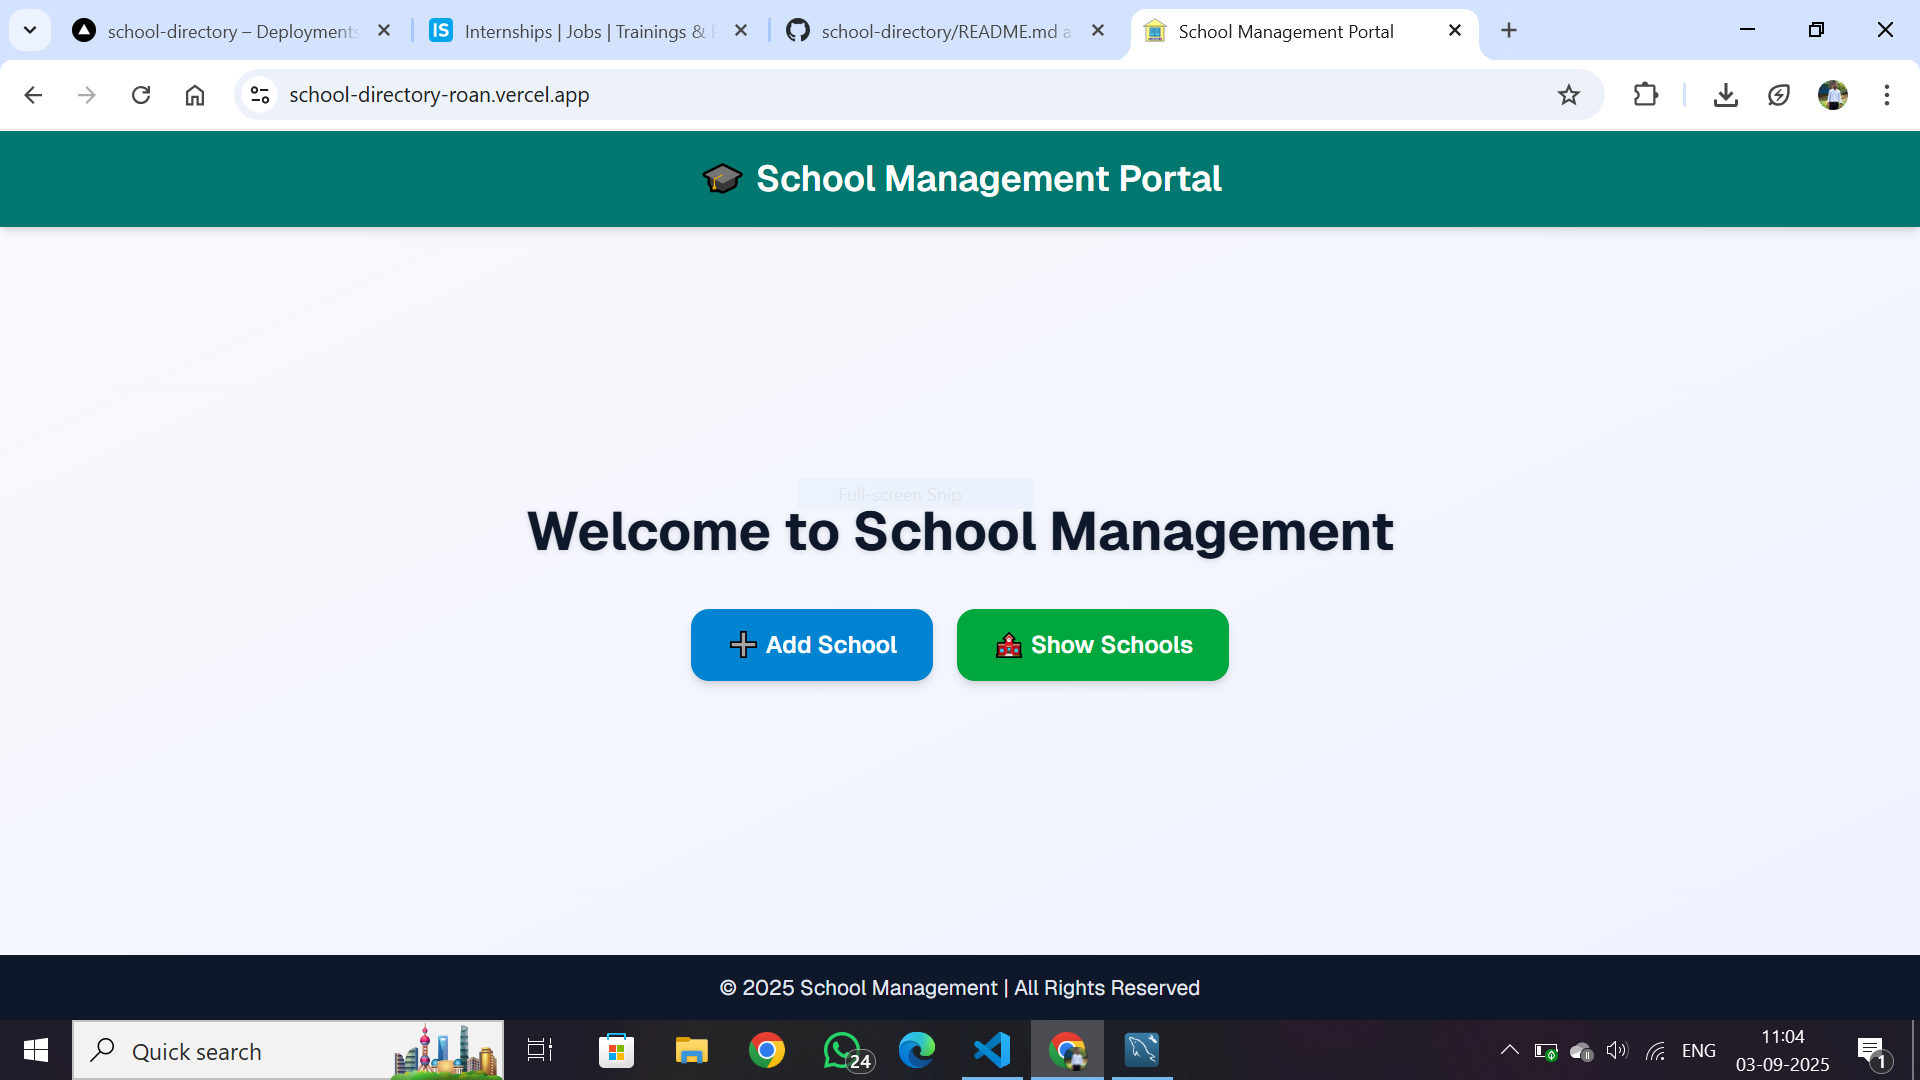 school-directory – Deployments
IS
Internships | Jobs | Trainings &
school-directory/README.md a
School Management Portal
school-directory-roan.vercel.app
School Management Portal
Full-screen Snip
Welcome to School Management
Add School
Show Schools
© 2025 School Management | All Rights Reserved
Quick search
24
ENG
11:04
03-09-2025
1